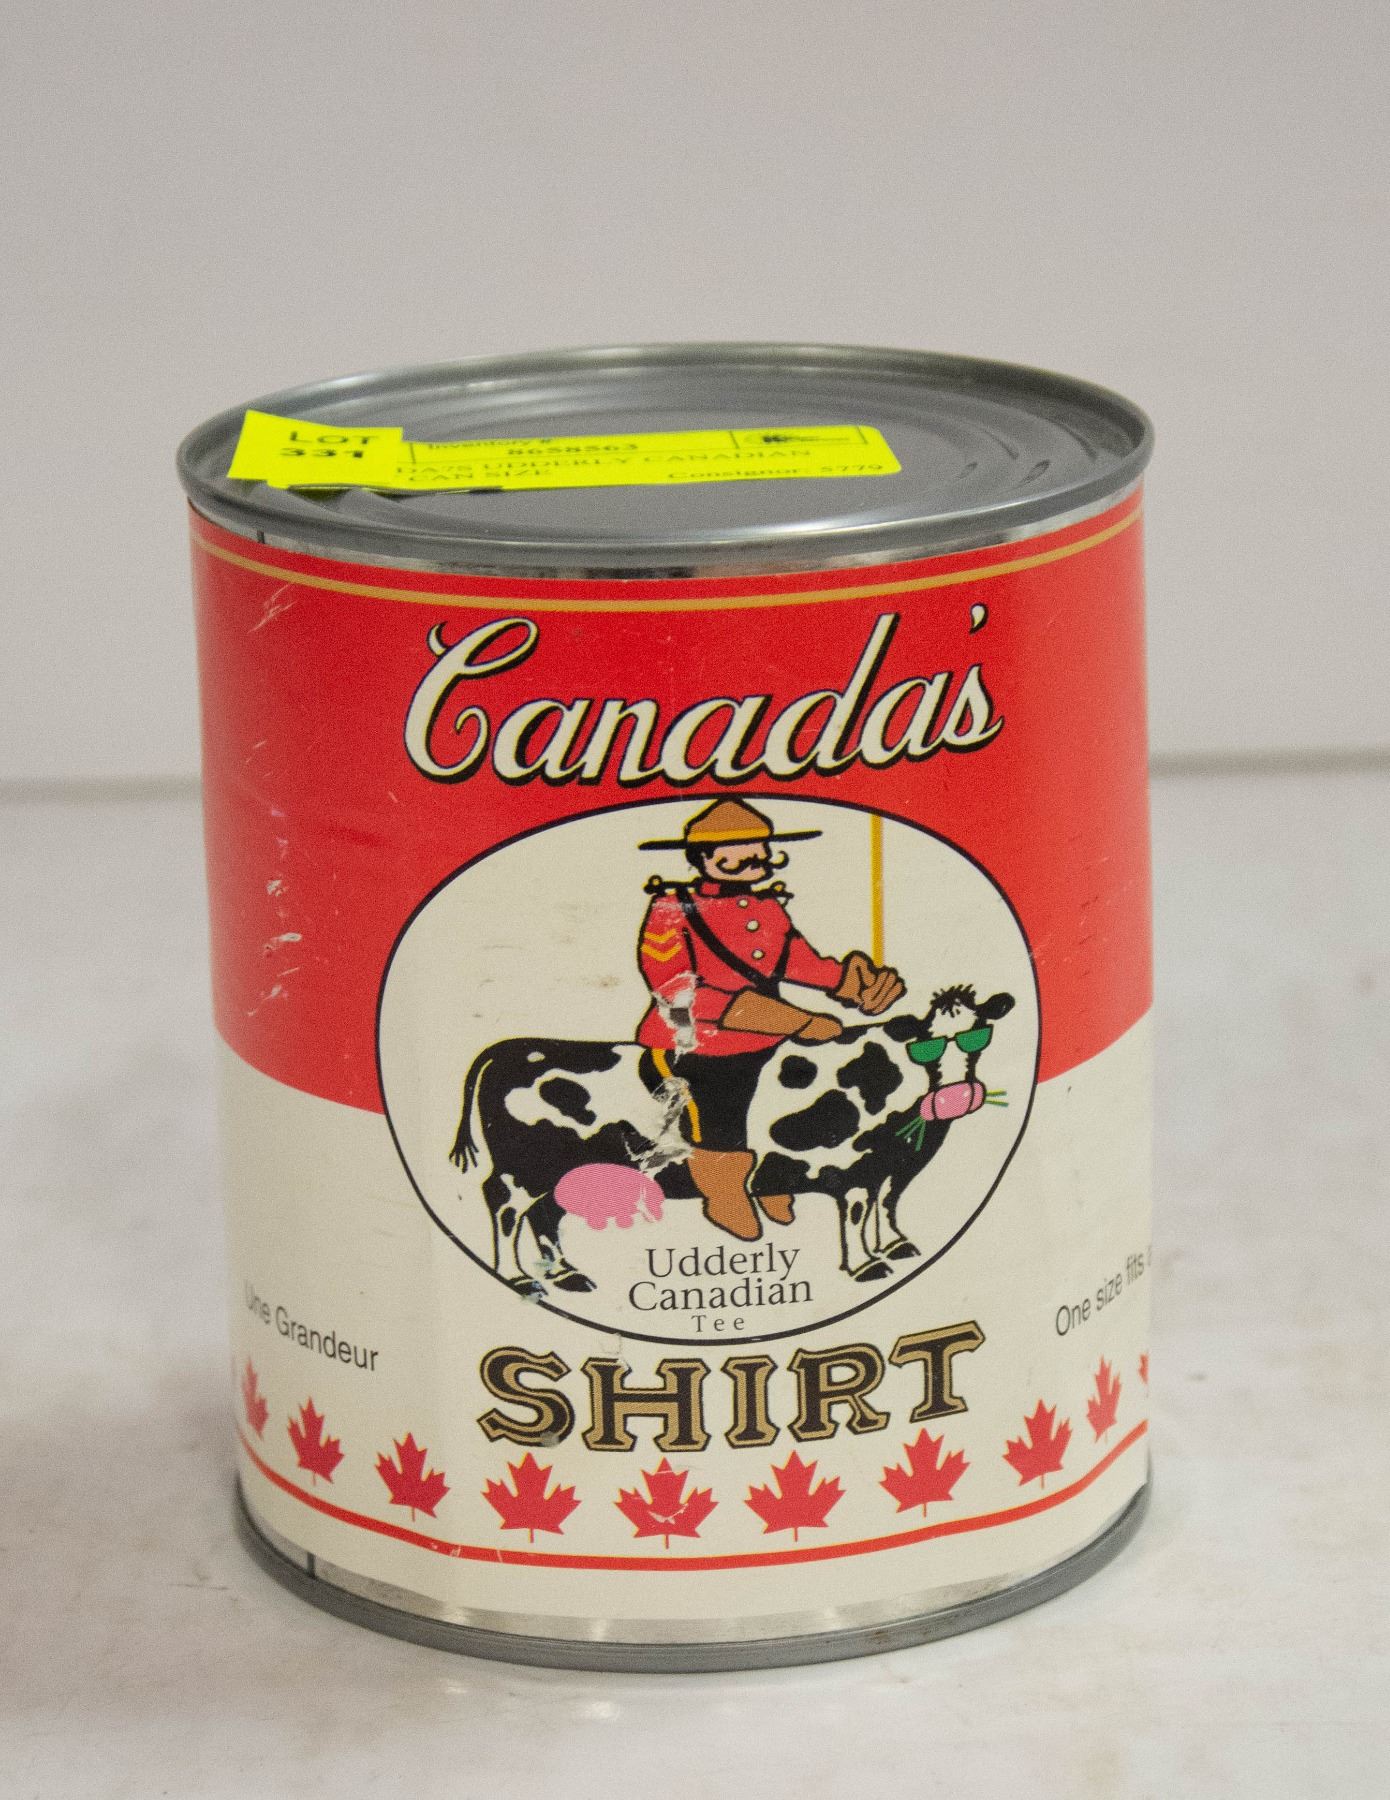 LOT
331
Inventory #
8658563
DA75 UDDERLY CANADIAN
CAN SIZE
Consignor: 5779
Canada's
Udderly
Canadian
Tee
SHIRT
Une Grandeur
One size fits